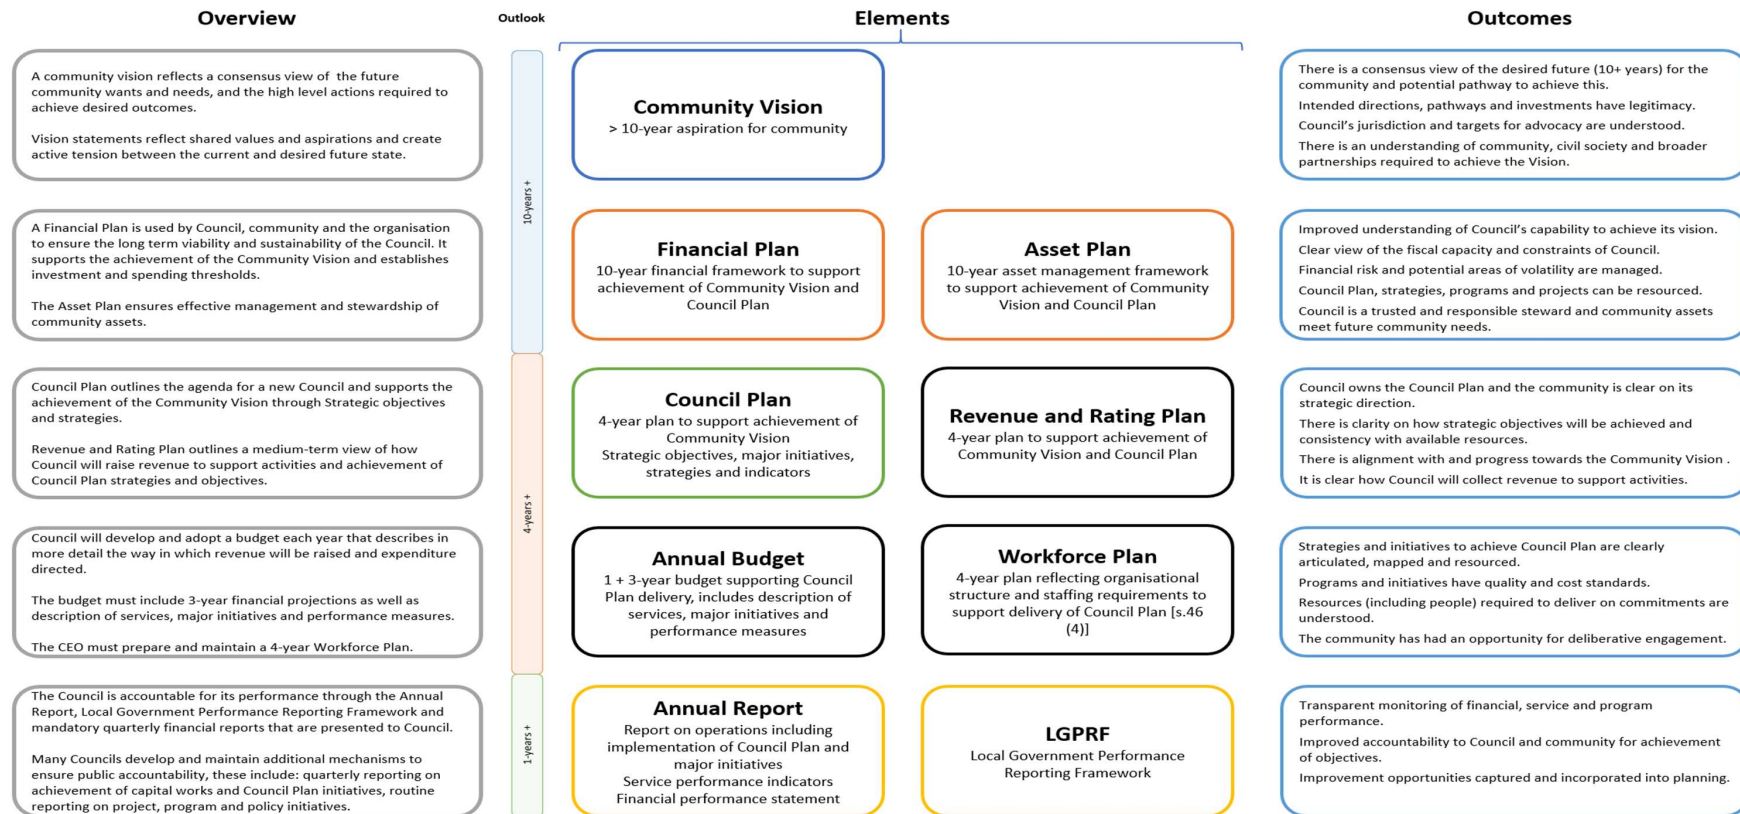 Overview
Outlook
Elements
Outcomes
A community vision reflects a consensus view of  the future
community wants and needs, and the high level actions required to
achieve desired outcomes.
Vision statements reflect shared values and aspirations and create
active tension between the current and desired future state.
10-years +
Community Vision
> 10-year aspiration for community
There is a consensus view of the desired future (10+ years) for the
community and potential pathway to achieve this.
Intended directions, pathways and investments have legitimacy.
Council's jurisdiction and targets for advocacy are understood.
There is an understanding of community, civil society and broader
partnerships required to achieve the Vision.
A Financial Plan is used by Council, community and the organisation
to ensure the long term viability and sustainability of the Council. It
supports the achievement of the Community Vision and establishes
investment and spending thresholds.
The Asset Plan ensures effective management and stewardship of
community assets.
Financial Plan
10-year financial framework to support
achievement of Community Vision and
Council Plan
Asset Plan
10-year asset management framework
to support achievement of Community
Vision and Council Plan
Improved understanding of Council's capability to achieve its vision.
Clear view of the fiscal capacity and constraints of Council.
Financial risk and potential areas of volatility are managed.
Council Plan, strategies, programs and projects can be resourced.
Council is a trusted and responsible steward and community assets
meet future community needs.
Council Plan outlines the agenda for a new Council and supports the
achievement of the Community Vision through Strategic objectives
and strategies.
Revenue and Rating Plan outlines a medium-term view of how
Council will raise revenue to support activities and achievement of
Council Plan strategies and objectives.
4-years +
Council Plan
4-year plan to support achievement of
Community Vision
Strategic objectives, major initiatives,
strategies and indicators
Revenue and Rating Plan
4-year plan to support achievement of
Community Vision and Council Plan
Council owns the Council Plan and the community is clear on its
strategic direction.
There is clarity on how strategic objectives will be achieved and
consistency with available resources.
There is alignment with and progress towards the Community Vision .
It is clear how Council will collect revenue to support activities.
Council will develop and adopt a budget each year that describes in
more detail the way in which revenue will be raised and expenditure
directed.
The budget must include 3-year financial projections as well as
description of services, major initiatives and performance measures.
The CEO must prepare and maintain a 4-year Workforce Plan.
Annual Budget
1 + 3-year budget supporting Council
Plan delivery, includes description of
services, major initiatives and
performance measures
Workforce Plan
4-year plan reflecting organisational
structure and staffing requirements to
support delivery of Council Plan [s.46
(4)]
Strategies and initiatives to achieve Council Plan are clearly
articulated, mapped and resourced.
Programs and initiatives have quality and cost standards.
Resources (including people) required to deliver on commitments are
understood.
The community has had an opportunity for deliberative engagement.
The Council is accountable for its performance through the Annual
Report, Local Government Performance Reporting Framework and
mandatory quarterly financial reports that are presented to Council.
Many Councils develop and maintain additional mechanisms to
ensure public accountability, these include: quarterly reporting on
achievement of capital works and Council Plan initiatives, routine
reporting on project, program and policy initiatives.
1-years +
Annual Report
Report on operations including
implementation of Council Plan and
major initiatives
Service performance indicators
Financial performance statement
LGPRF
Local Government Performance
Reporting Framework
Transparent monitoring of financial, service and program
performance.
Improved accountability to Council and community for achievement
of objectives.
Improvement opportunities captured and incorporated into planning.